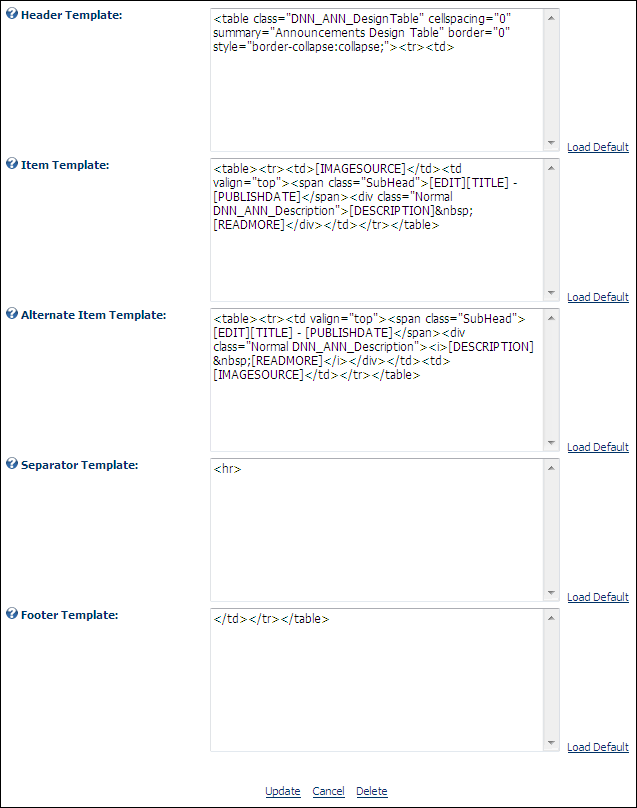 Header Template:
<table class="DNN_ANN_DesignTable" cellspacing="0"
summary="Announcements Design Table" border="0"
style="border-collapse:collapse;"><tr><td>
Load Default
Item Template:
<table><tr><td>[IMAGESOURCE]</td><td
valign="top"><span class="SubHead">[EDIT][TITLE] -
[PUBLISHDATE]</span><div class="Normal
DNN_ANN_Description">[DESCRIPTION]&nbsp;
[READMORE]</div></td></tr></table>
Load Default
Alternate Item Template:
<table><tr><td valign="top"><span class="SubHead">
[EDIT][TITLE] - [PUBLISHDATE]</span><div
class="Normal DNN_ANN_Description"><i>[DESCRIPTION]
&nbsp;[READMORE]</i></div></td><td>
[IMAGESOURCE]</td></tr></table>
Load Default
Separator Template:
<hr>
Load Default
Footer Template:
</td></tr></table>
Load Default
Update Cancel Delete